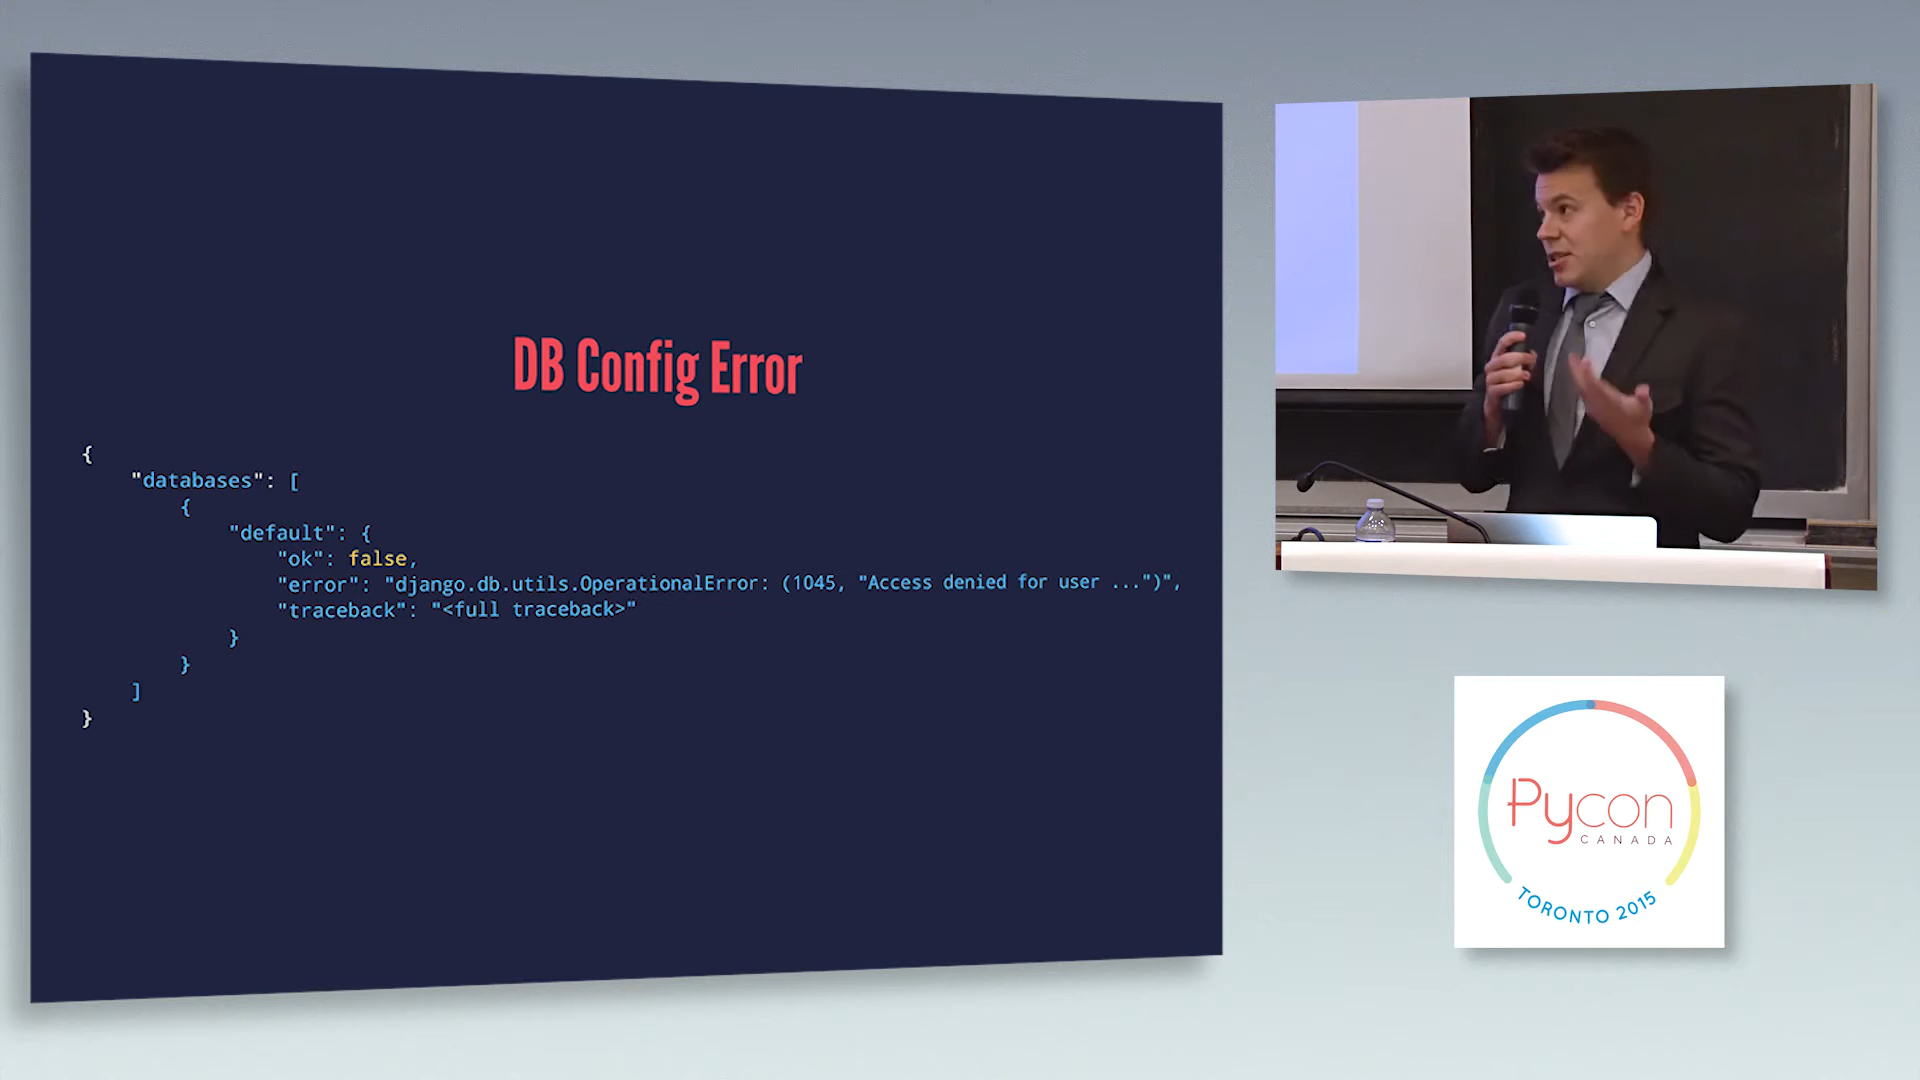 DB Config Error
{
"databases": [
{
"default": {
"ok": false,
"error": "django.db.utils.OperationalError: (1045, "Access denied for user ...")",
"traceback": "<full traceback>"
}
}
]
}
Pycon
CANADA
TORONTO 2015